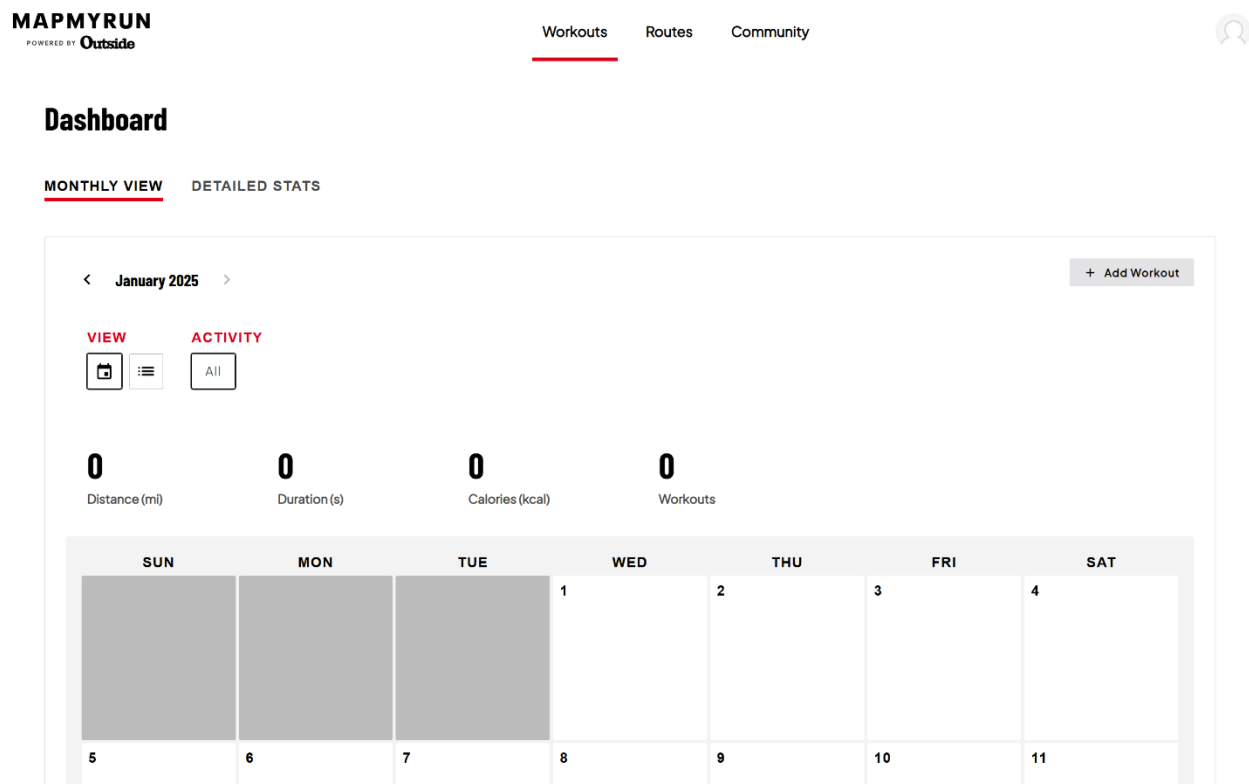 MAPMYRUN
POWERED BY Outside
Workouts Routes Community
Dashboard
MONTHLY VIEW DETAILED STATS
January 2025
+ Add Workout
VIEW ACTIVITY
All
0 0 0 0
Distance (mi) Duration (s) Calories (kcal) Workouts
SUN MON TUE WED THU FRI SAT
1 2 3 4
5 6 7 8 9 10 11